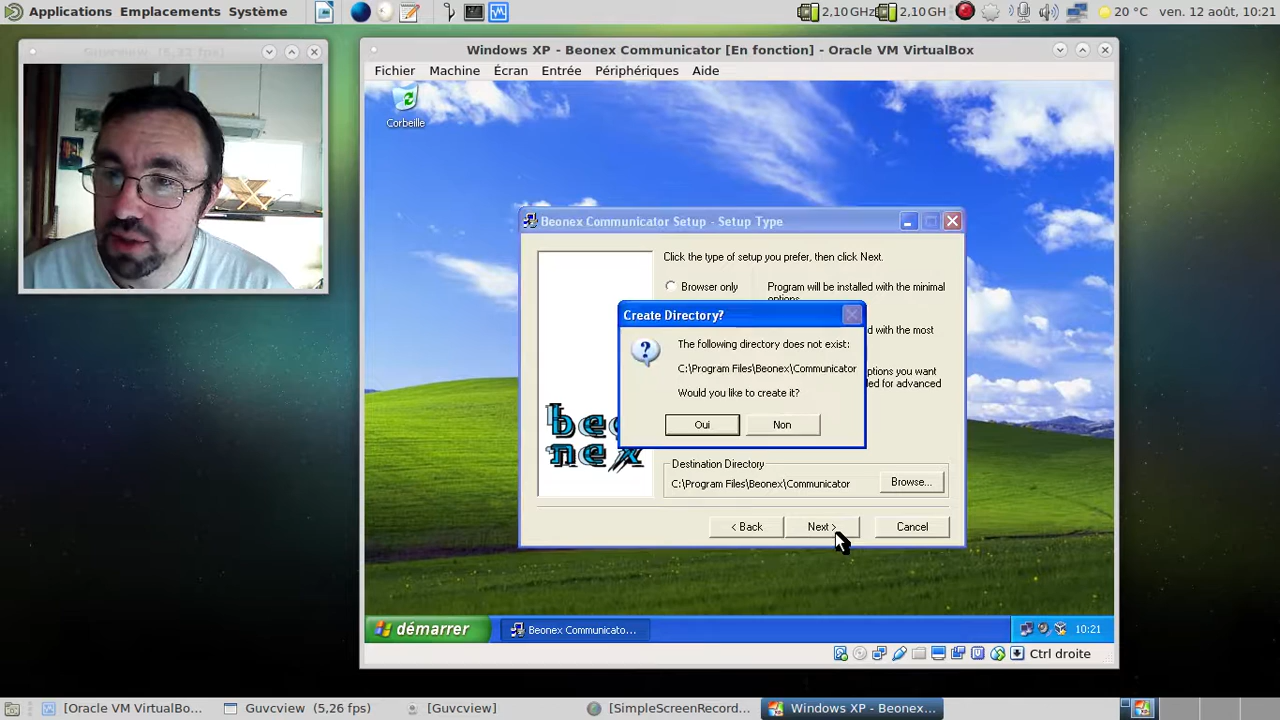 Applications Emplacements Système
2,10 GHz 2,10 GH 20 °C ven. 12 août, 10:21
Guvcview (5,32 fps)
Windows XP - Beonex Communicator [En fonction] - Oracle VM VirtualBox
Fichier Machine Écran Entrée Périphériques Aide
Corbeille
Beonex Communicator Setup - Setup Type
Click the type of setup you prefer, then click Next.
Browser only Program will be installed with the minimal
options
Create Directory?
The following directory does not exist:
d with the most
C:\Program Files\Beonex\Communicator
options you want
ed for advanced
Would you like to create it?
Oui Non
beo
nex
Destination Directory
C:\Program Files\Beonex\Communicator Browse...
< Back Next > Cancel
démarrer Beonex Communicato... 10:21
Ctrl droite
[Oracle VM VirtualBo... Guvcview (5,26 fps) [Guvcview] [SimpleScreenRecord... Windows XP - Beonex...